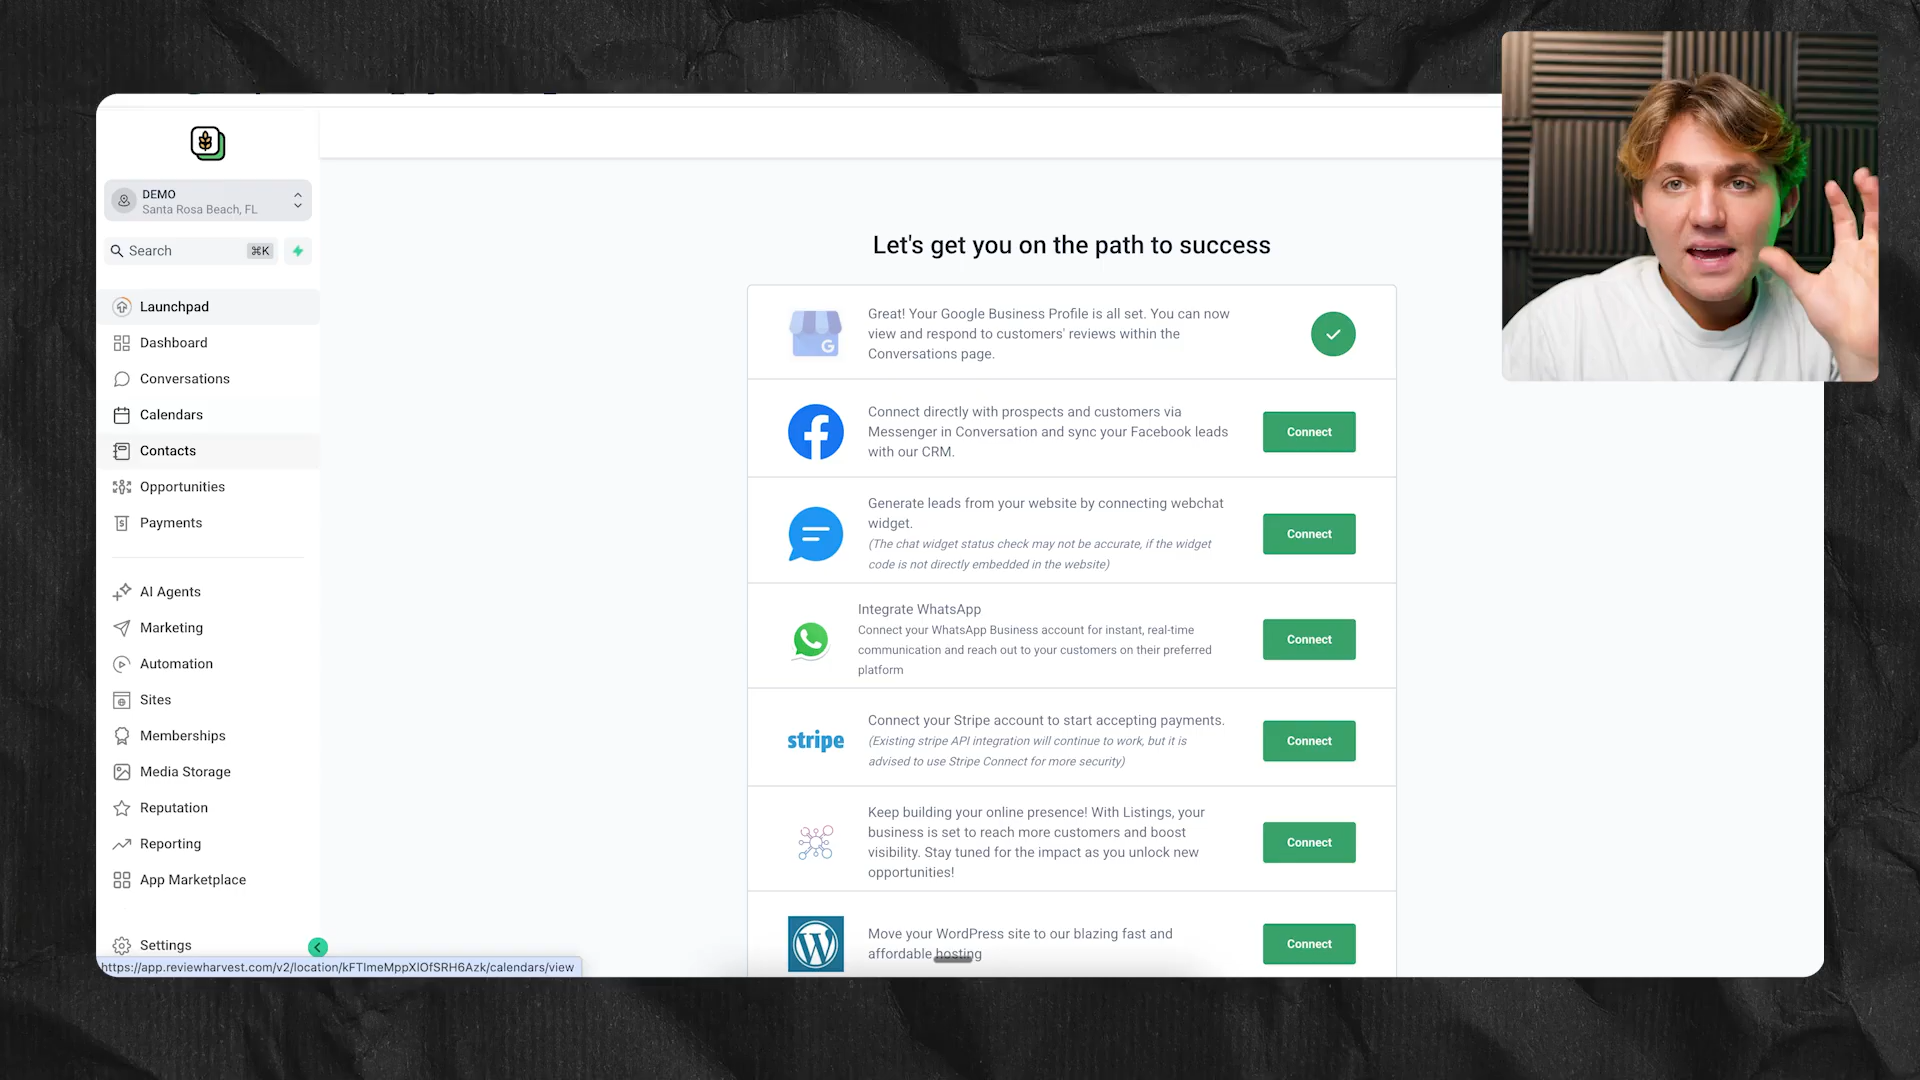 DEMO
Santa Rosa Beach, FL
Search
⌘K
Launchpad
Dashboard
Conversations
Calendars
Contacts
Opportunities
Payments
AI Agents
Marketing
Automation
Sites
Memberships
Media Storage
Reputation
Reporting
App Marketplace
Settings
https://app.reviewharvest.com/v2/location/kFTImeMppXIOfSRH6Azk/calendars/view
Let's get you on the path to success
G
Great! Your Google Business Profile is all set. You can now
view and respond to customers' reviews within the
Conversations page.
Connect directly with prospects and customers via
Messenger in Conversation and sync your Facebook leads
with our CRM.
Connect
Generate leads from your website by connecting webchat
widget.
(The chat widget status check may not be accurate, if the widget
code is not directly embedded in the website)
Connect
Integrate WhatsApp
Connect your WhatsApp Business account for instant, real-time
communication and reach out to your customers on their preferred
platform
Connect
stripe
Connect your Stripe account to start accepting payments.
(Existing stripe API integration will continue to work, but it is
advised to use Stripe Connect for more security)
Connect
Keep building your online presence! With Listings, your
business is set to reach more customers and boost
visibility. Stay tuned for the impact as you unlock new
opportunities!
Connect
Move your WordPress site to our blazing fast and
affordable hosting
Connect